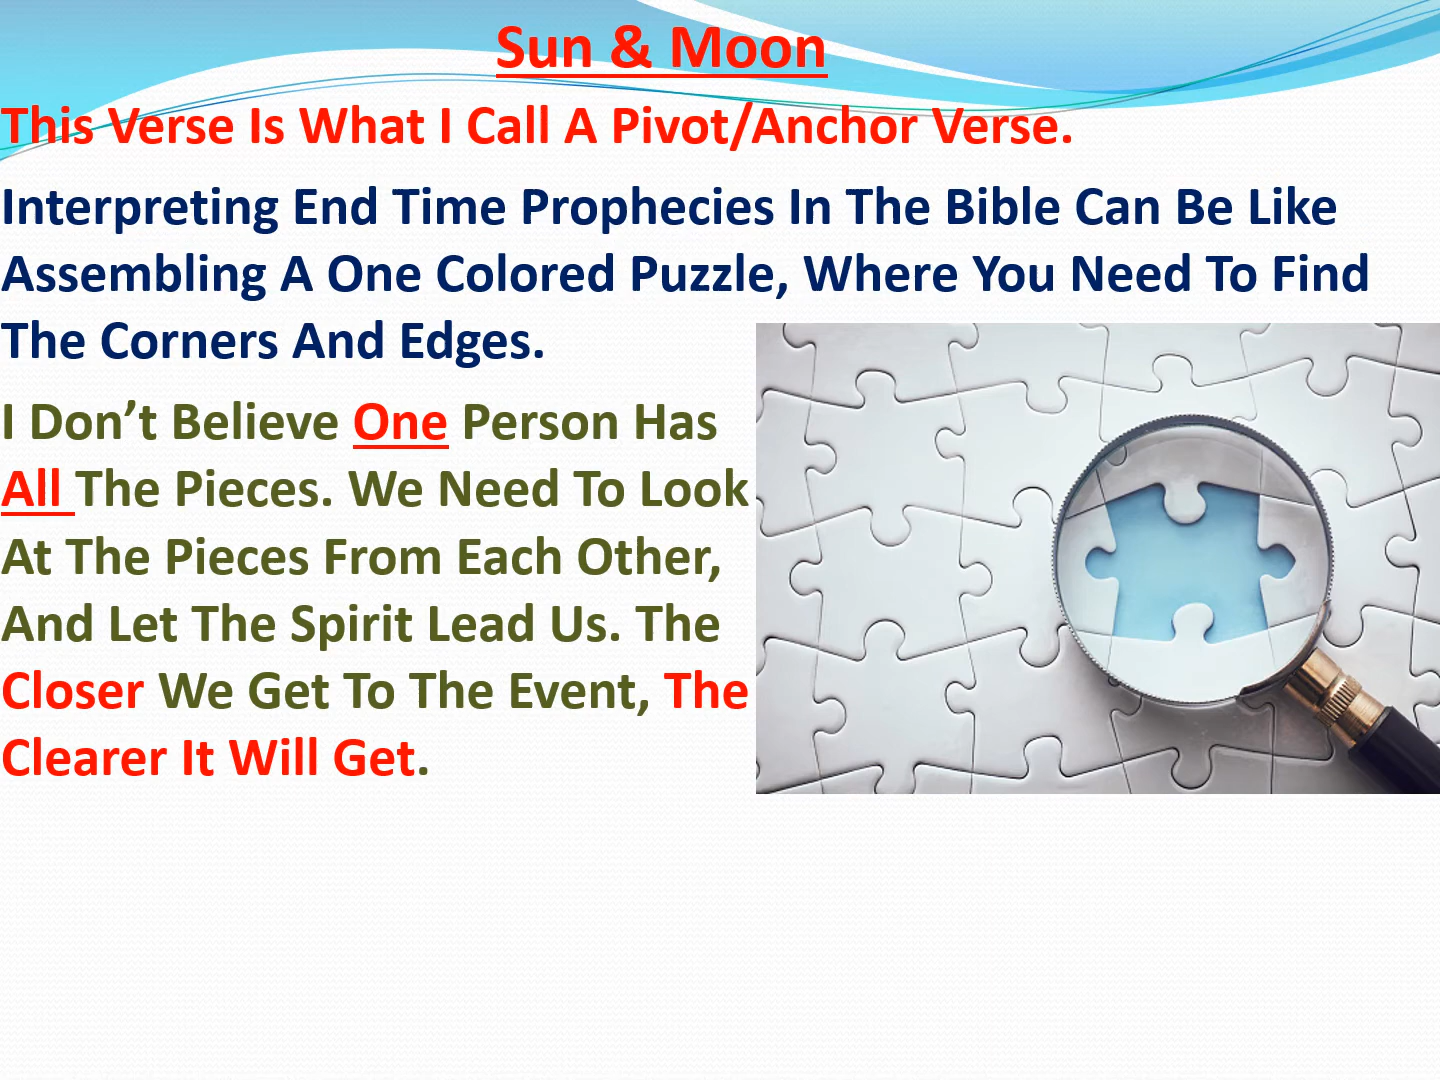 Sun & Moon
This Verse Is What I Call A Pivot/Anchor Verse.
Interpreting End Time Prophecies In The Bible Can Be Like
Assembling A One Colored Puzzle, Where You Need To Find
The Corners And Edges.
I Don’t Believe One Person Has
All The Pieces. We Need To Look
At The Pieces From Each Other,
And Let The Spirit Lead Us. The
Closer We Get To The Event, The
Clearer It Will Get.